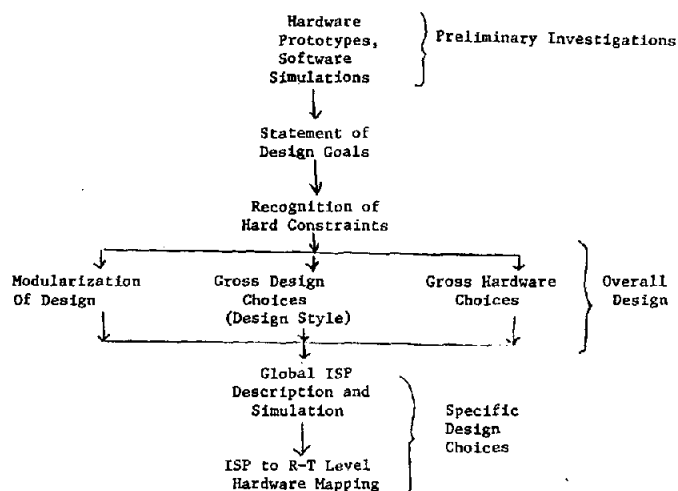 Hardware
Prototypes,
Software
Simulations
Preliminary Investigations
Statement of
Design Goals
Recognition of
Hard Constraints
Modularization
Of Design
Gross Design
Choices
(Design Style)
Gross Hardware
Choices
Overall
Design
Global ISP
Description and
Simulation
Specific
Design
Choices
ISP to R-T Level
Hardware Mapping